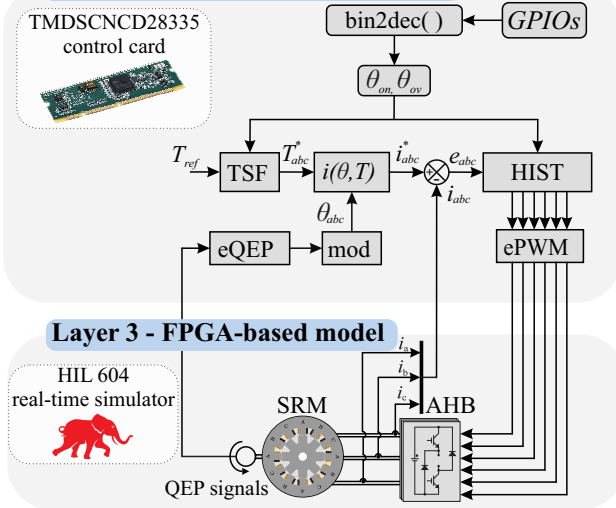 TMDSCNCD28335
control card
bin2dec( )
GPIOs
θon, θov
Tref
TSF
T*abc
i(θ,T)
i*abc
+
-
eabc
iabc
HIST
θabc
eQEP
mod
ePWM
Layer 3 - FPGA-based model
HIL 604
real-time simulator
ia
ib
ic
SRM
AHB
QEP signals